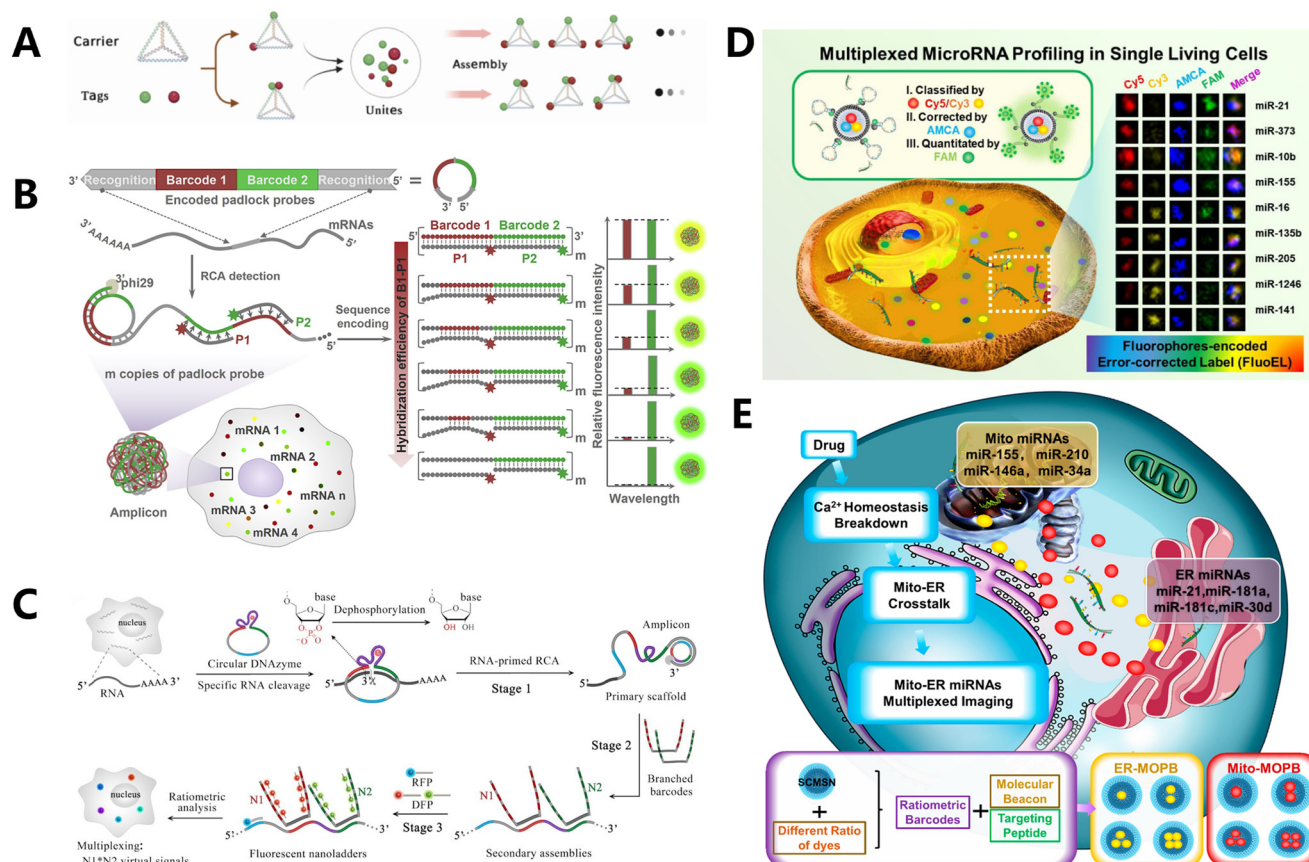 A
Carrier
Tags
Unites
Assembly
B
3'
Recognition
Barcode 1
Barcode 2
Recognition
5'
=
3'
5'
Encoded padlock probes
3'
AAAAAA
mRNAs
5'
RCA detection
3'
phi29
P2
P1
5'
Sequence
encoding
m copies of padlock probe
mRNA 1
mRNA 2
mRNA n
mRNA 3
mRNA 4
Amplicon
Hybridization efficiency of B1-P1
Barcode 1
Barcode 2
3'
P1
P2
m
m
m
m
m
m
Relative fluorescence intensity
Wavelength
C
nucleus
5'
RNA
AAAA 3'
Circular DNAzyme
Specific RNA cleavage
base
Dephosphorylation
base
OH
OH
5'
3'
AAAA
RNA-primed RCA
Stage 1
Amplicon
3'
5'
Primary scaffold
Stage 2
Branched
barcodes
N1
N2
5'
3'
Secondary assemblies
RFP
DFP
Stage 3
N1
N2
5'
3'
Fluorescent nanoladders
Ratiometric
analysis
nucleus
Multiplexing:
N1*N2 virtual signals
D
Multiplexed MicroRNA Profiling in Single Living Cells
I. Classified by
Cy5/Cy3
II. Corrected by
AMCA
III. Quantitated by
FAM
Cy5
Cy3
AMCA
FAM
Merge
miR-21
miR-373
miR-10b
miR-155
miR-16
miR-135b
miR-205
miR-1246
miR-141
Fluorophores-encoded
Error-corrected Label (FluoEL)
E
Drug
Ca²⁺ Homeostasis
Breakdown
Mito-ER
Crosstalk
Mito-ER miRNAs
Multiplexed Imaging
Mito miRNAs
miR-155, miR-210
miR-146a, miR-34a
ER miRNAs
miR-21,miR-181a,
miR-181c,miR-30d
SCMSN
+
Different Ratio
of dyes
Ratiometric
Barcodes
+
Molecular
Beacon
Targeting
Peptide
ER-MOPB
Mito-MOPB